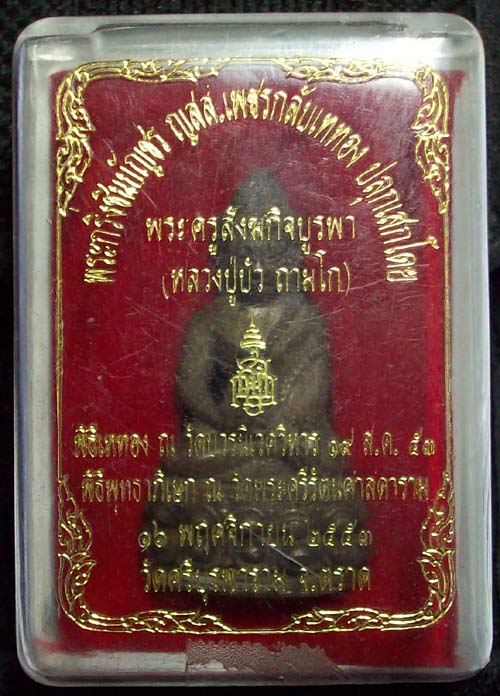 พระกริ่งชินบัญชร ญสส.เพชรกลับเททอง ปลุกเสกโดย
พระครูสังฆกิจบูรพา
(หลวงปู่บัว ถามโก)
พิธีเททอง ณ วัดบวรนิเวศวิหาร ๑๙ ส.ค. ๕๓
พิธีพุทธาภิเษก ณ วัดพระศรีรัตนศาสดาราม
๑๖ พฤศจิกายน ๒๕๕๓
วัดศรีบูรพาราม จ.ตราด